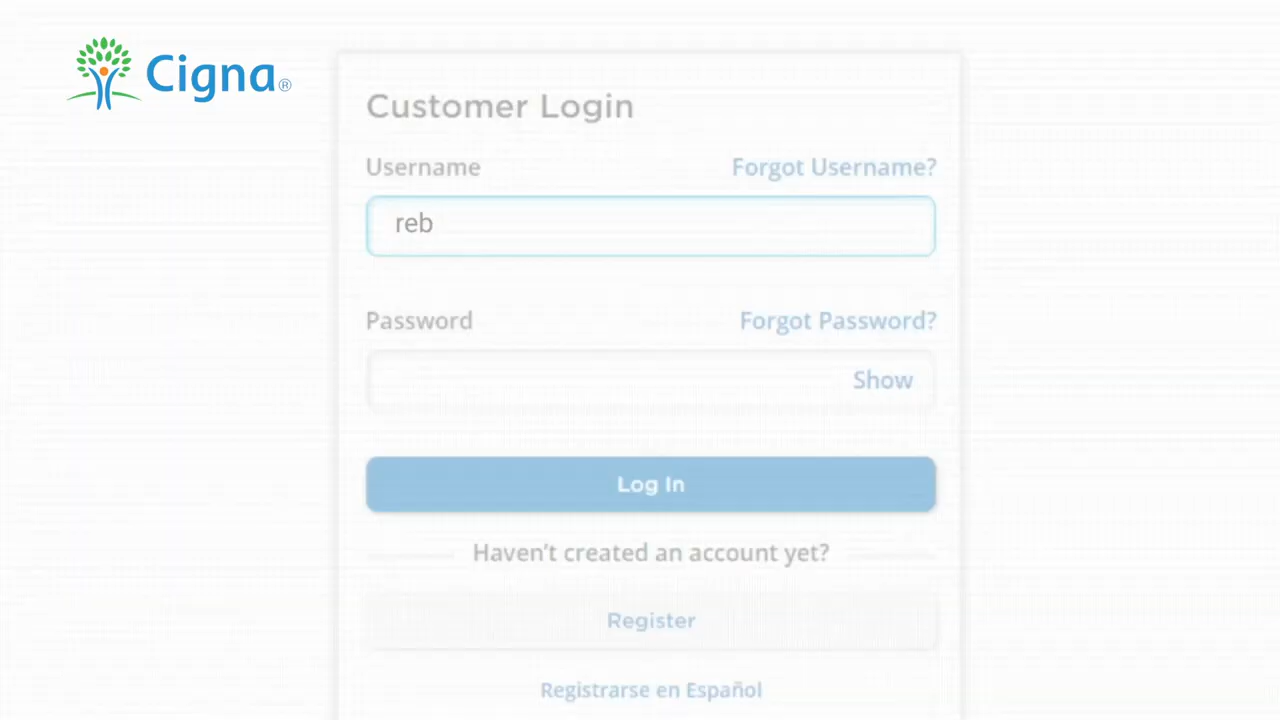 Cigna®
Customer Login
Username Forgot Username?
reb
Password Forgot Password?
Show
Log In
Haven't created an account yet?
Register
Registrarse en Español